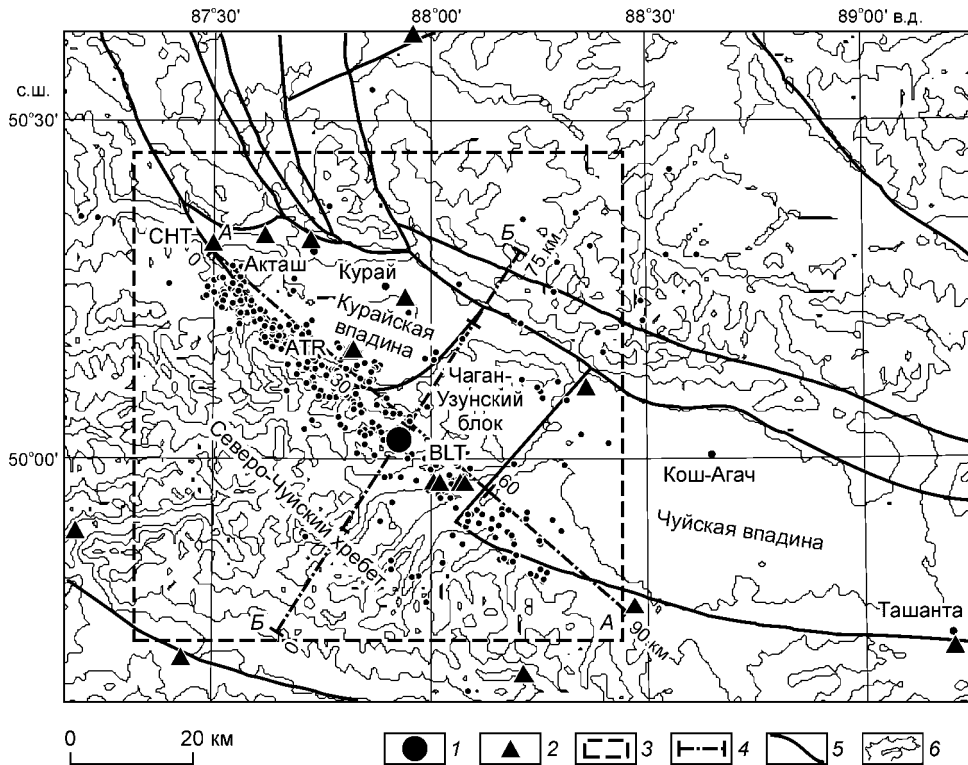 87°30'
88°00'
88°30'
89°00' в.д.
с.ш.
50°30'
50°00'
СНТ
А
0
Акташ
Курай
Курайская
впадина
ATR
30
Б
75 км
Чаган-
Узунский
блок
BLT
60
Северо-Чуйский хребет
Кош-Агач
Чуйская впадина
Ташанта
Б
0
А
90 км
0
20 км
1
2
3
4
5
6